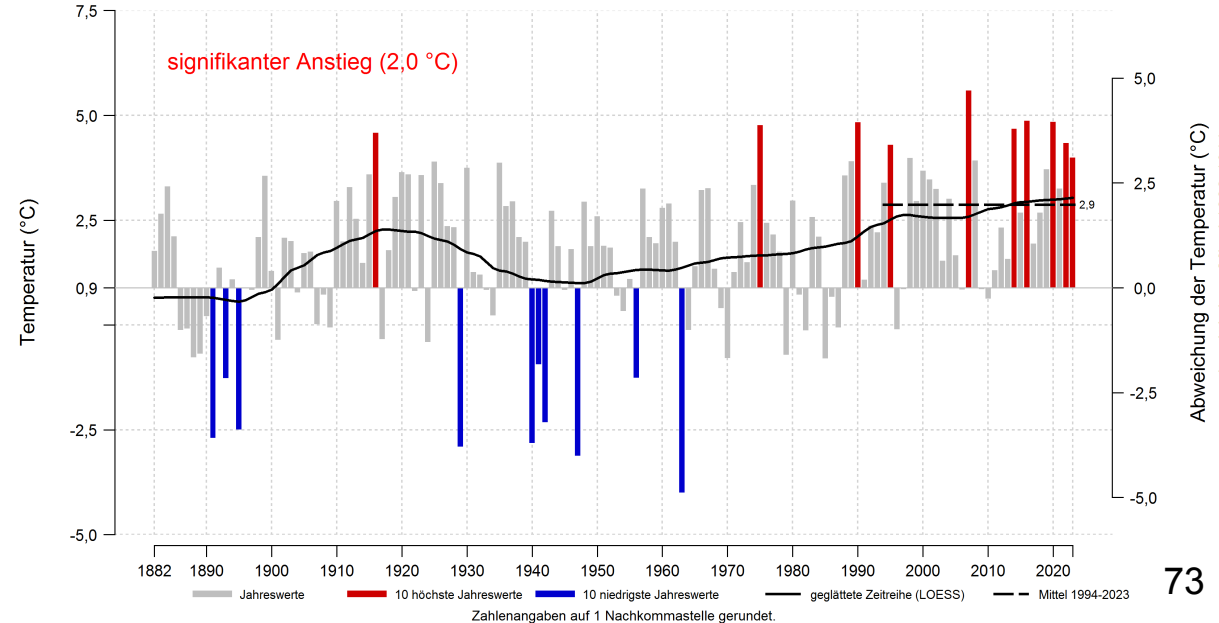 7,5
signifikanter Anstieg (2,0 °C)
5,0
2,5
0,9
-2,5
-5,0
Temperatur (°C)
5,0
2,5
0,0
-2,5
-5,0
Abweichung der Temperatur (°C)
2,9
1882 1890 1900 1910 1920 1930 1940 1950 1960 1970 1980 1990 2000 2010 2020
73
Jahreswerte 10 höchste Jahreswerte 10 niedrigste Jahreswerte geglättete Zeitreihe (LOESS) Mittel 1994-2023
Zahlenangaben auf 1 Nachkommastelle gerundet.